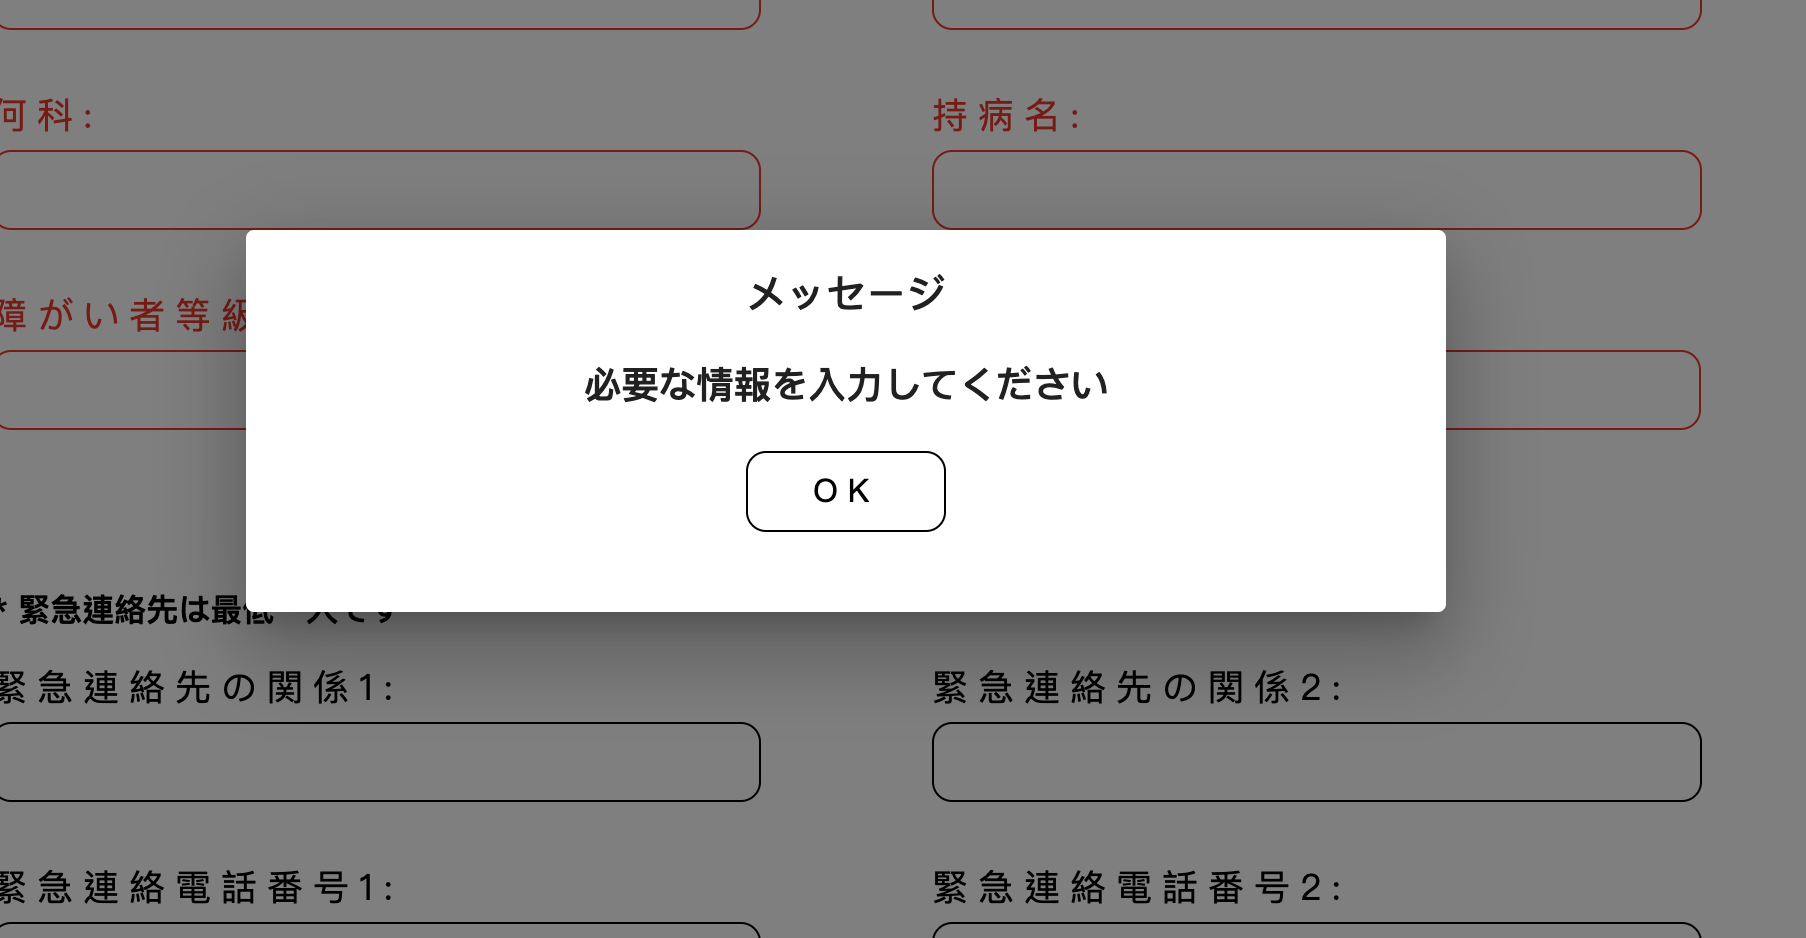 何科:
持病名:
障がい者等級
メッセージ
必要な情報を入力してください
OK
* 緊急連絡先は最低一人です
緊急連絡先の関係1:
緊急連絡先の関係2:
緊急連絡電話番号1:
緊急連絡電話番号2: